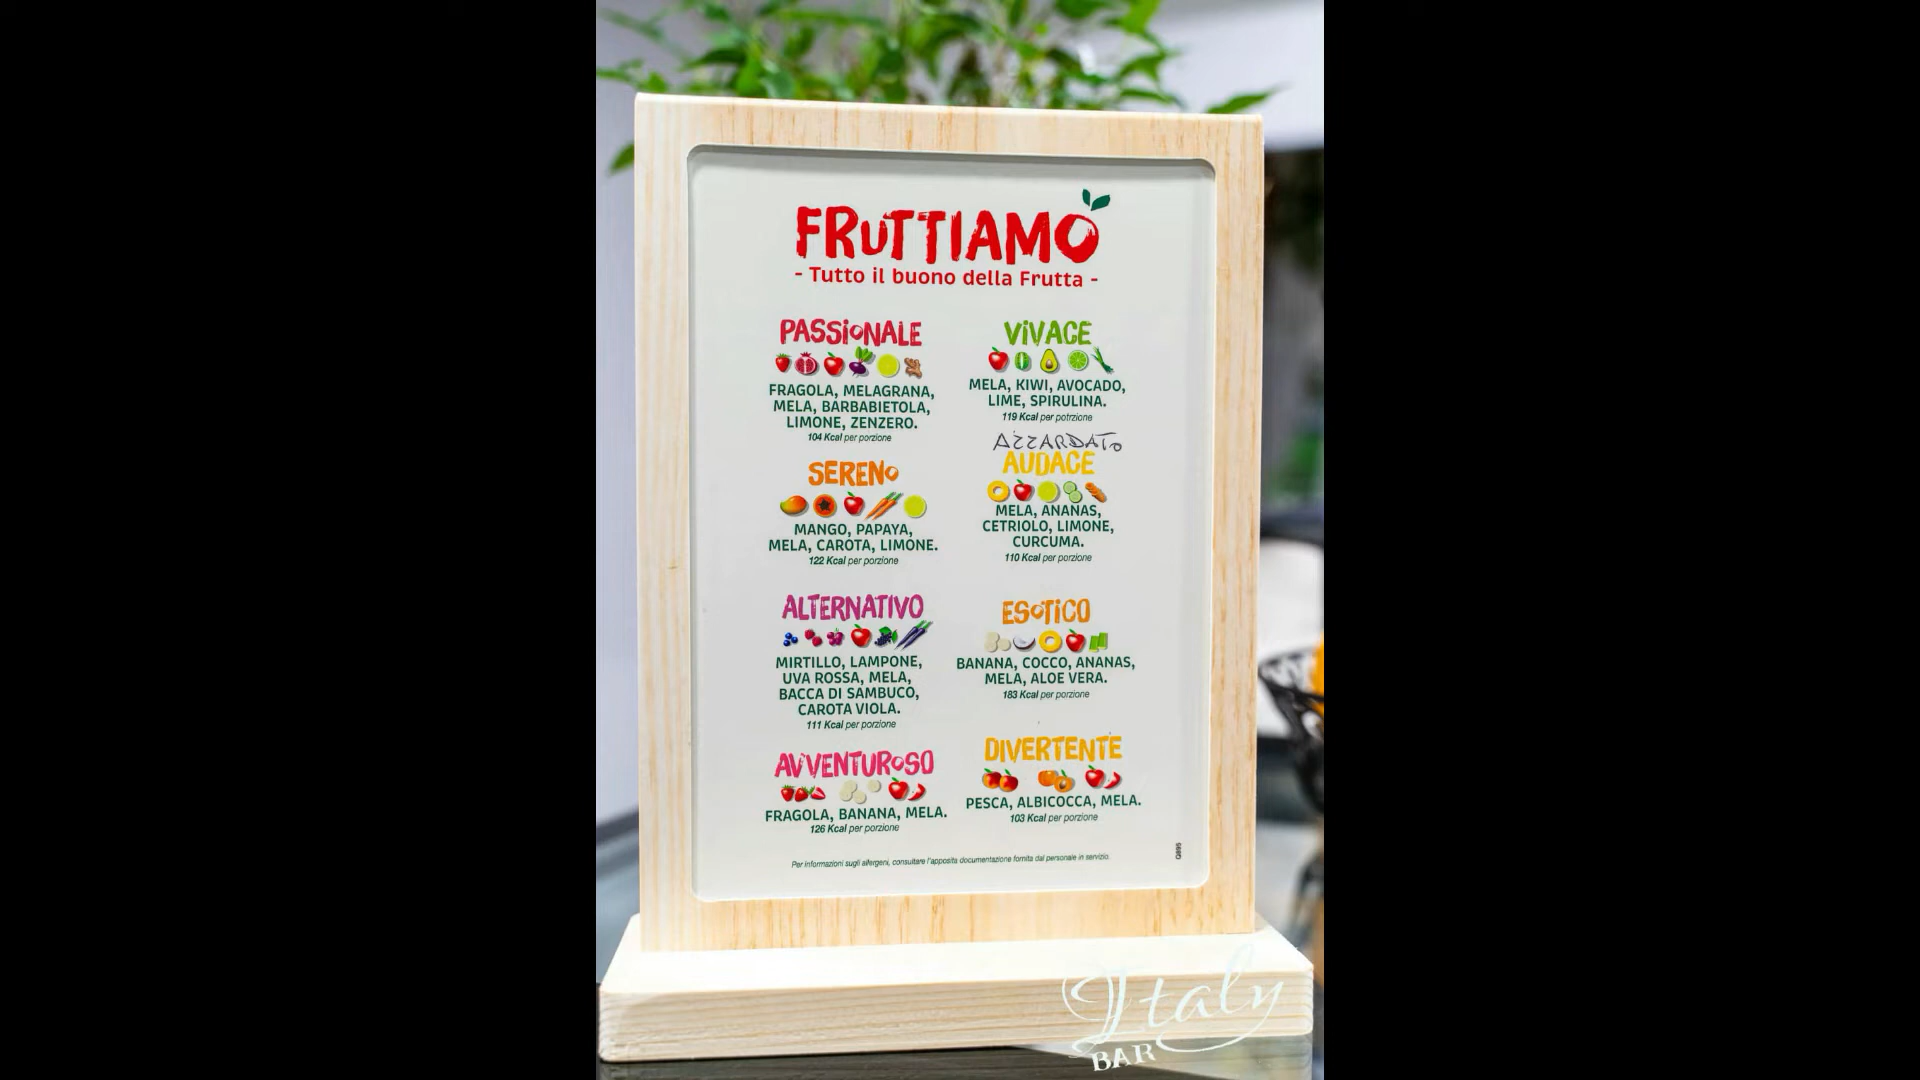 FRUTTIAMO
- Tutto il buono della Frutta -
PASSIONALE
FRAGOLA, MELAGRANA,
MELA, BARBABIETOLA,
LIMONE, ZENZERO.
104 Kcal per porzione
VIVACE
MELA, KIWI, AVOCADO,
LIME, SPIRULINA.
119 Kcal per potrzione
SERENO
MANGO, PAPAYA,
MELA, CAROTA, LIMONE.
122 Kcal per porzione
AZZARDATO
AUDACE
MELA, ANANAS,
CETRIOLO, LIMONE,
CURCUMA.
110 Kcal per porzione
ALTERNATIVO
MIRTILLO, LAMPONE,
UVA ROSSA, MELA,
BACCA DI SAMBUCO,
CAROTA VIOLA.
111 Kcal per porzione
ESOTICO
BANANA, COCCO, ANANAS,
MELA, ALOE VERA.
183 Kcal per porzione
AVVENTUROSO
FRAGOLA, BANANA, MELA.
126 Kcal per porzione
DIVERTENTE
PESCA, ALBICOCCA, MELA.
103 Kcal per porzione
Per informazioni sugli allergeni, consultare l'apposita documentazione fornita dal personale in servizio.
Italy
BAR